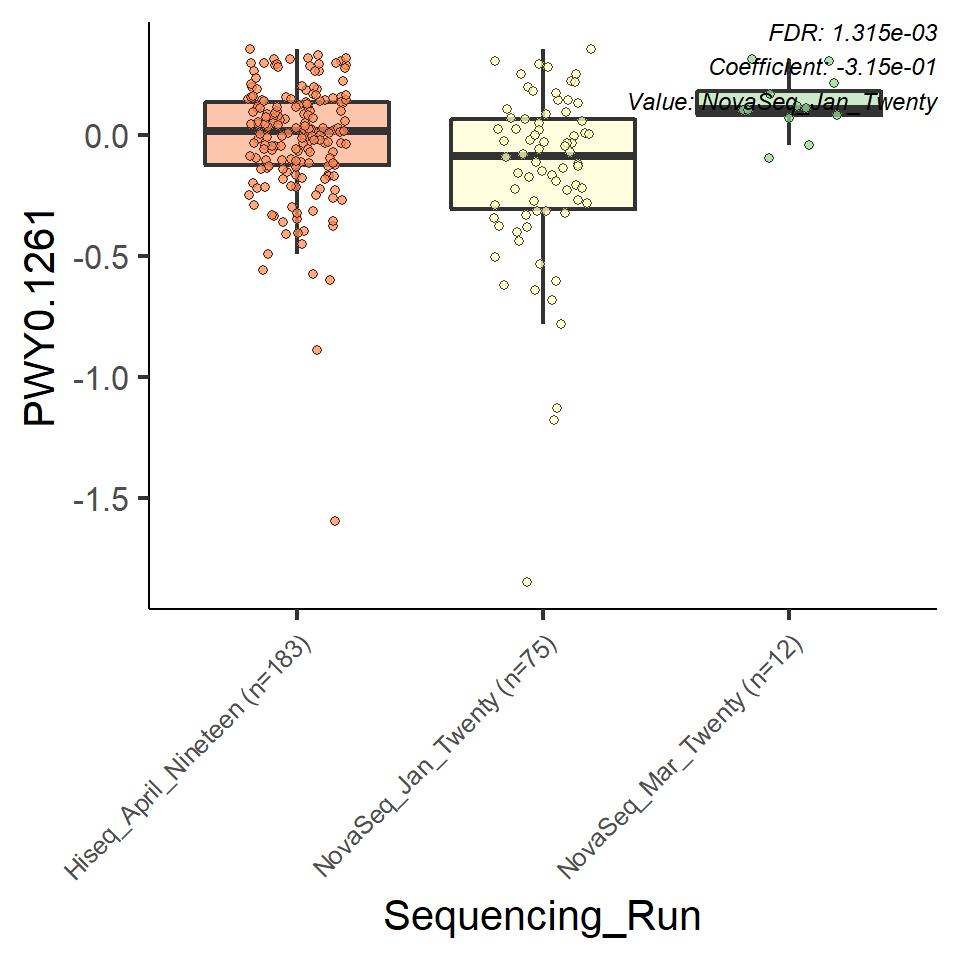 FDR: 1.315e-03
Coefficient: -3.15e-01
Value: NovaSeq_Jan_Twenty
PWY0.1261
0.0
-0.5
-1.0
-1.5
Hiseq_April_Nineteen (n=183)
NovaSeq_Jan_Twenty (n=75)
NovaSeq_Mar_Twenty (n=12)
Sequencing_Run